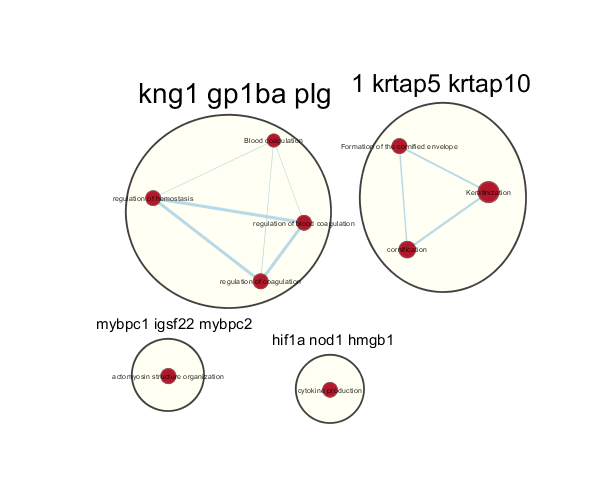 kng1 gp1ba plg
1 krtap5 krtap10
Blood coagulation
Formation of the cornified envelope
regulation of hemostasis
Keratinization
regulation of blood coagulation
cornification
regulation of coagulation
mybpc1 igsf22 mybpc2
hif1a nod1 hmgb1
actomyosin structure organization
cytokine production